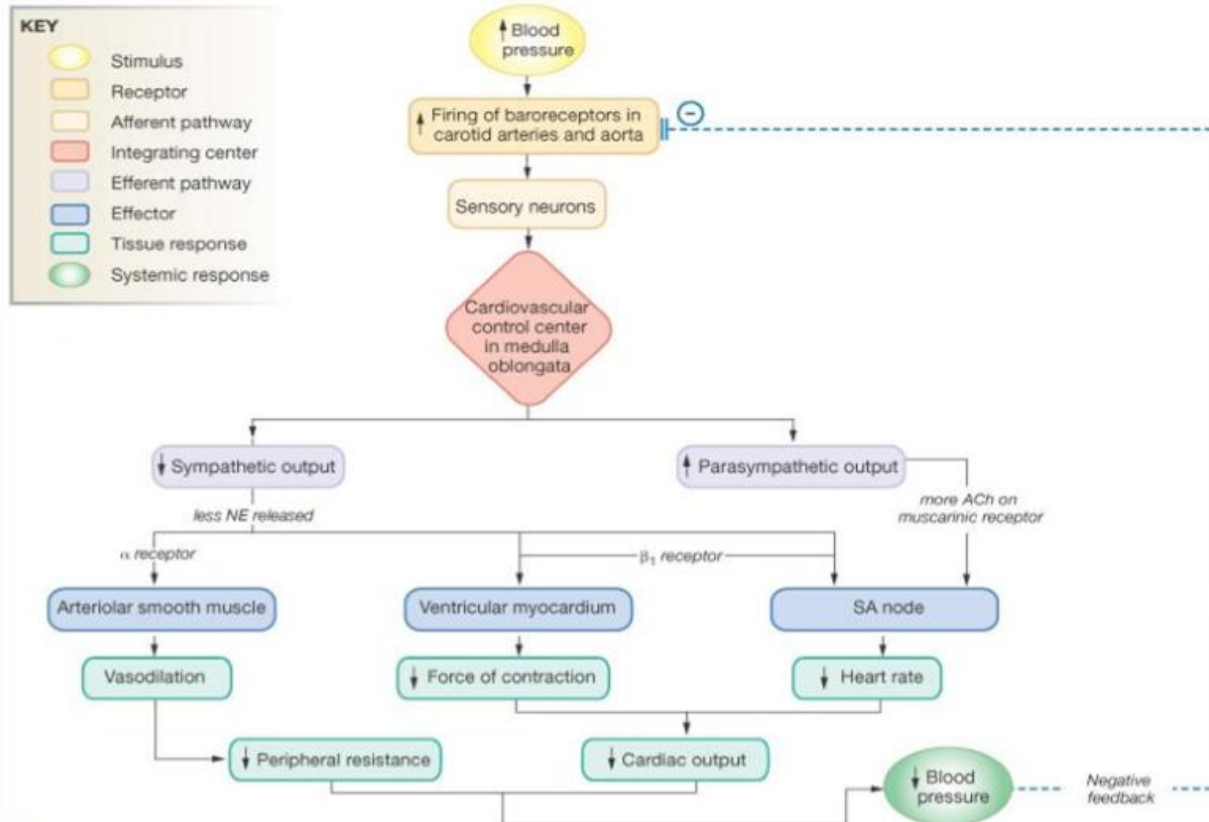 KEY
Stimulus
Receptor
Afferent pathway
Integrating center
Efferent pathway
Effector
Tissue response
Systemic response
Blood
pressure
Firing of baroreceptors in
carotid arteries and aorta
−
Sensory neurons
Cardiovascular
control center
in medulla
oblongata
Sympathetic output
Parasympathetic output
less NE released
more ACh on
muscarinic receptor
α receptor
β₁ receptor
Arteriolar smooth muscle
Ventricular myocardium
SA node
Vasodilation
Force of contraction
Heart rate
Peripheral resistance
Cardiac output
Blood
pressure
Negative
feedback